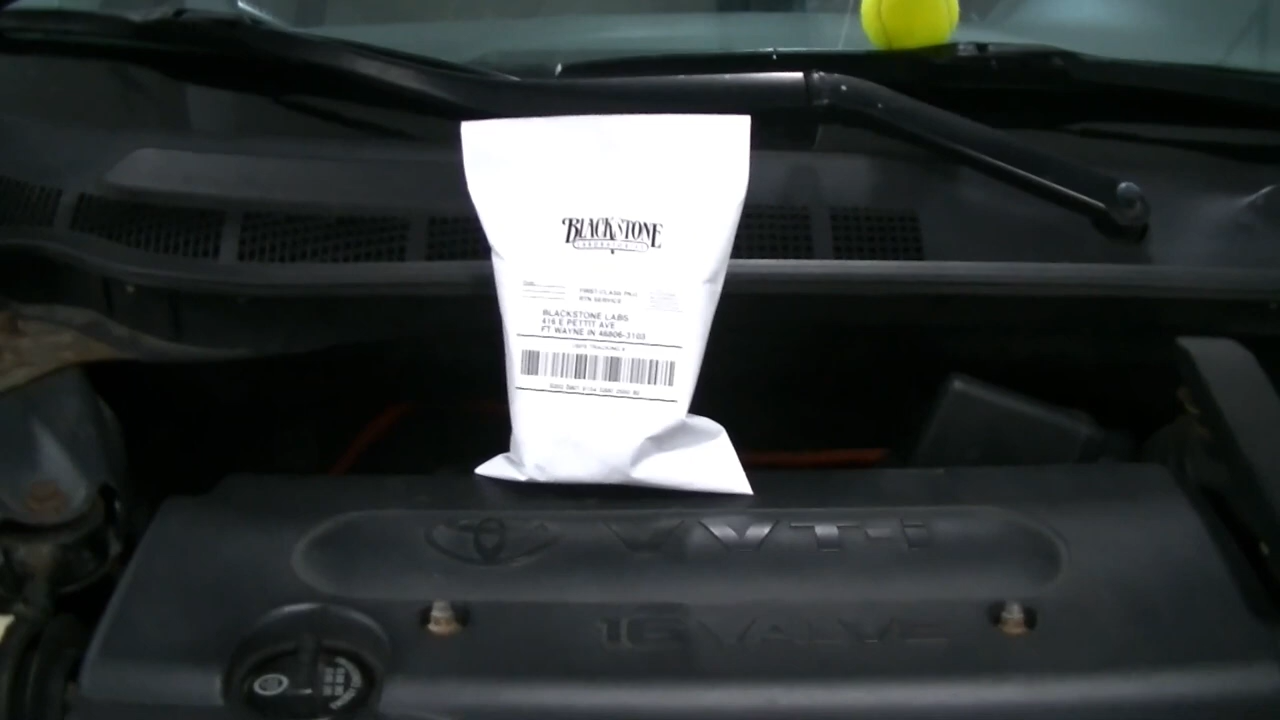 BLACKSTONE
LABORATORIES
FIRST-CLASS PKG
RTN SERVICE
BLACKSTONE LABS
416 E PETTIT AVE
FT WAYNE IN 46806-3103
USPS TRACKING #
VVT-i
16 VALVE